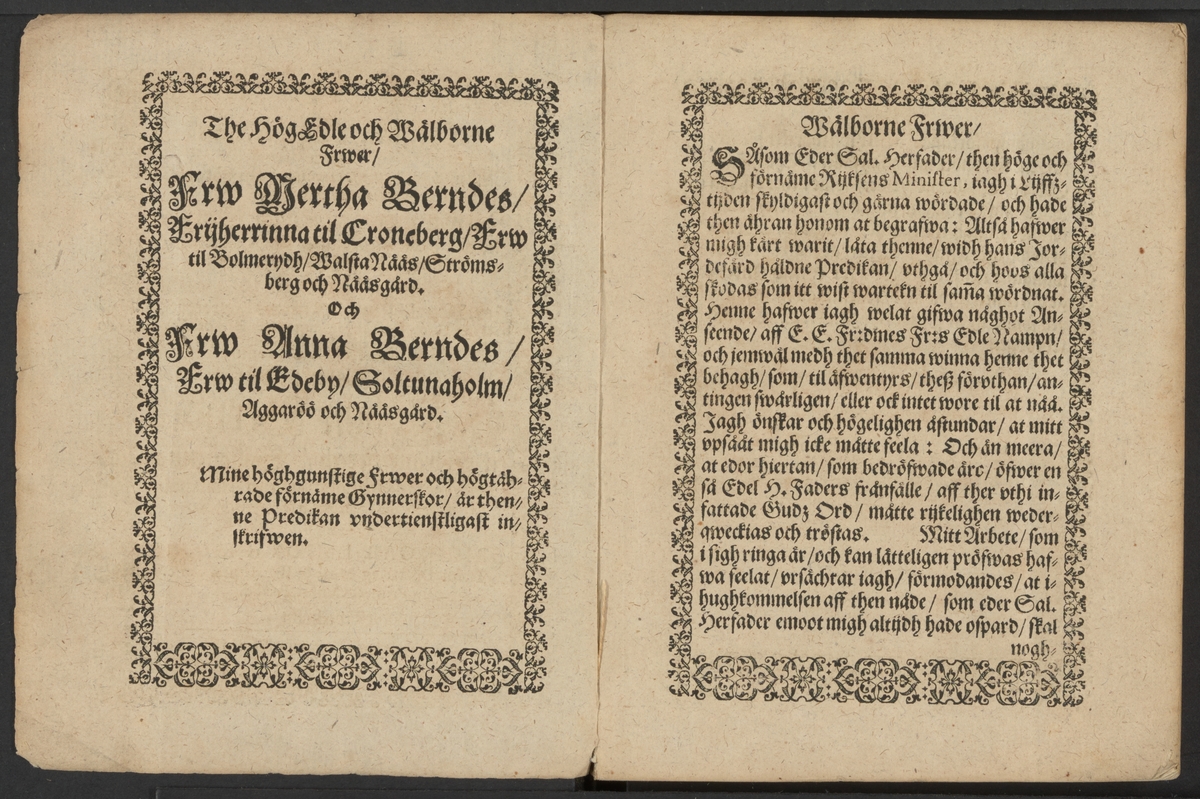 The HögEdle och Wälborne
Frwer/
Frw Mertha Berndes/
Frijherrinna til Croneberg/Frw
til Bolmerydh/WalstaNääs/Ströms-
berg och Nääsgård.
Och
Frw Anna Berndes/
Frw til Edeby/Soltunaholm/
Aggaröö och Nääsgård.
Mine höghgunstige Frwer och högtäh-
rade förnäme Gynnerskor/ är then-
ne Predikan vndertienstligast in-
skrifwen.
Wälborne Frwer/
SÅsom Eder Sal. Herfader/then höge och
förnäme Rijksens Minister, iagh i Lijffz-
tijden skyldigast och gärna wördade/ och hade
then ähran honom at begrafwa: Altså hafwer
migh kärt warit/ låta thenne/widh hans Jor-
defärd håldne Predikan/ vthgå/ och hoos alla
skodas som itt wist wartekn til sam̃a wördnat.
Henne hafwer iagh welat gifwa någhot An-
seende/ aff E. E. Fr:dmes Fr:s Edle Nampn/
och jemwäl medh thet samma winna henne thet
behagh/som/til äfwentyrs/theß förvthan/an-
tingen swårligen/ eller ock intet wore til at nåå.
Jagh önskar och högelighen åstundar/ at mitt
vpsååt migh icke måtte feela: Och än meera/
at edor hiertan/som bedröfwade äre/ öfwer en
så Edel H. Faders frånfälle/ aff ther vthi in-
fattade Gudz Ord/ måtte rijkelighen weder-
qweckias och tröstas. Mitt Arbete/som
i sigh ringa är/och kan lätteligen pröfwas haf-
wa feelat/vrsächtar iagh/ förmodandes/at i-
hughkommelsen aff then nåde/ som eder Sal.
Herfader emoot migh altijdh hade ospard/skal
nogh-